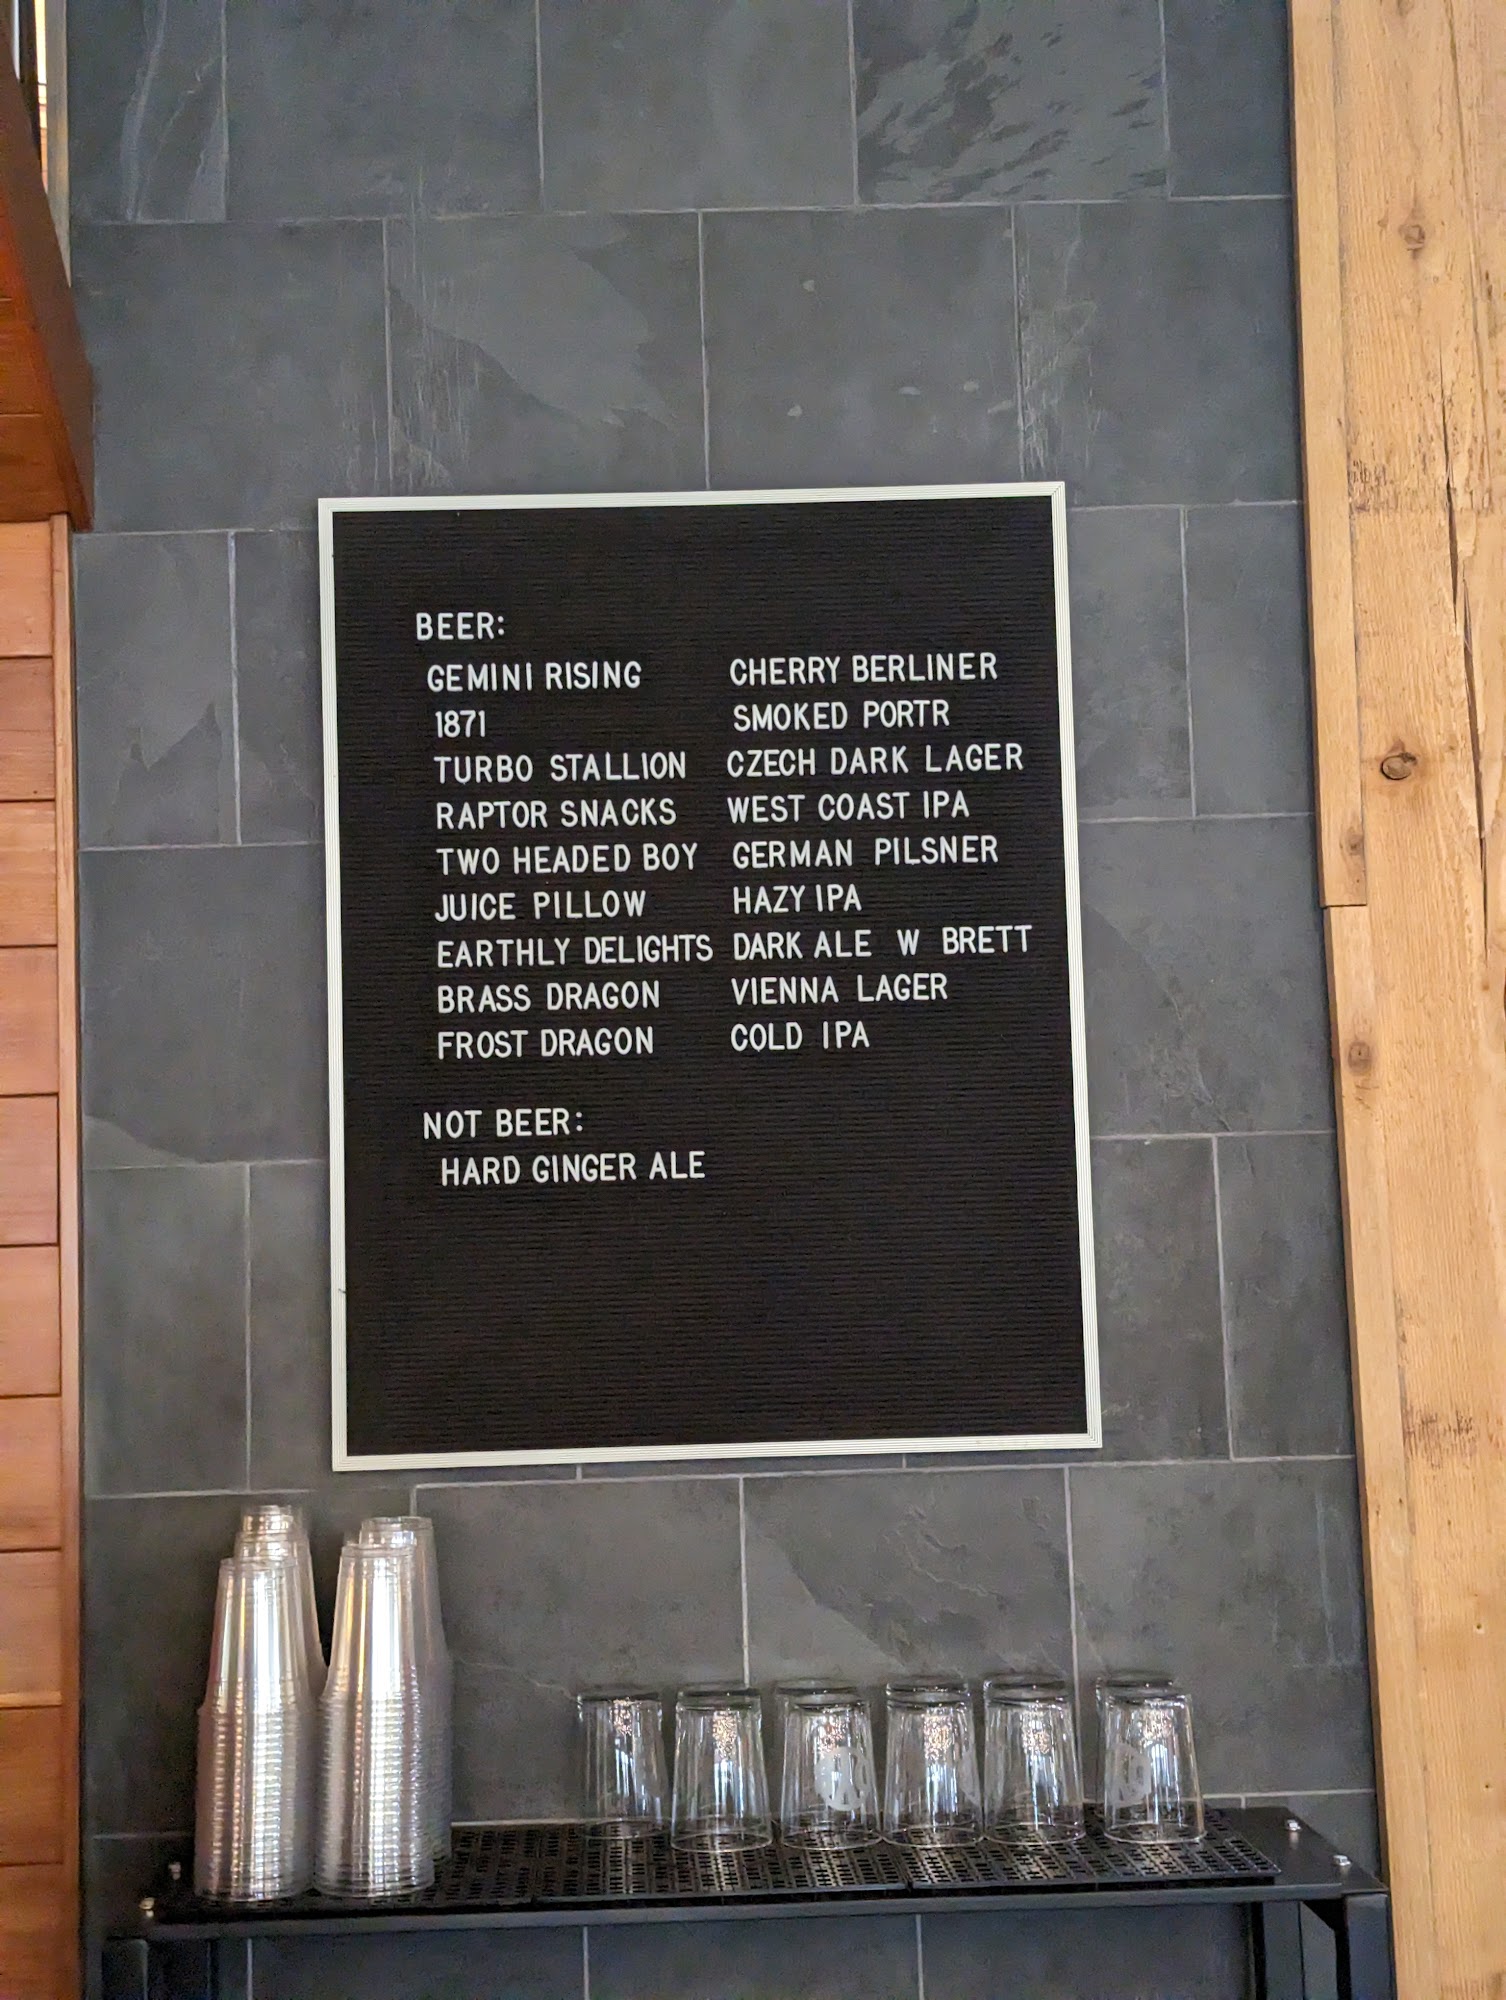 BEER:
GEMINI RISING CHERRY BERLINER
1871 SMOKED PORTR
TURBO STALLION CZECH DARK LAGER
RAPTOR SNACKS WEST COAST IPA
TWO HEADED BOY GERMAN PILSNER
JUICE PILLOW HAZY IPA
EARTHLY DELIGHTS DARK ALE W BRETT
BRASS DRAGON VIENNA LAGER
FROST DRAGON COLD IPA
NOT BEER:
HARD GINGER ALE